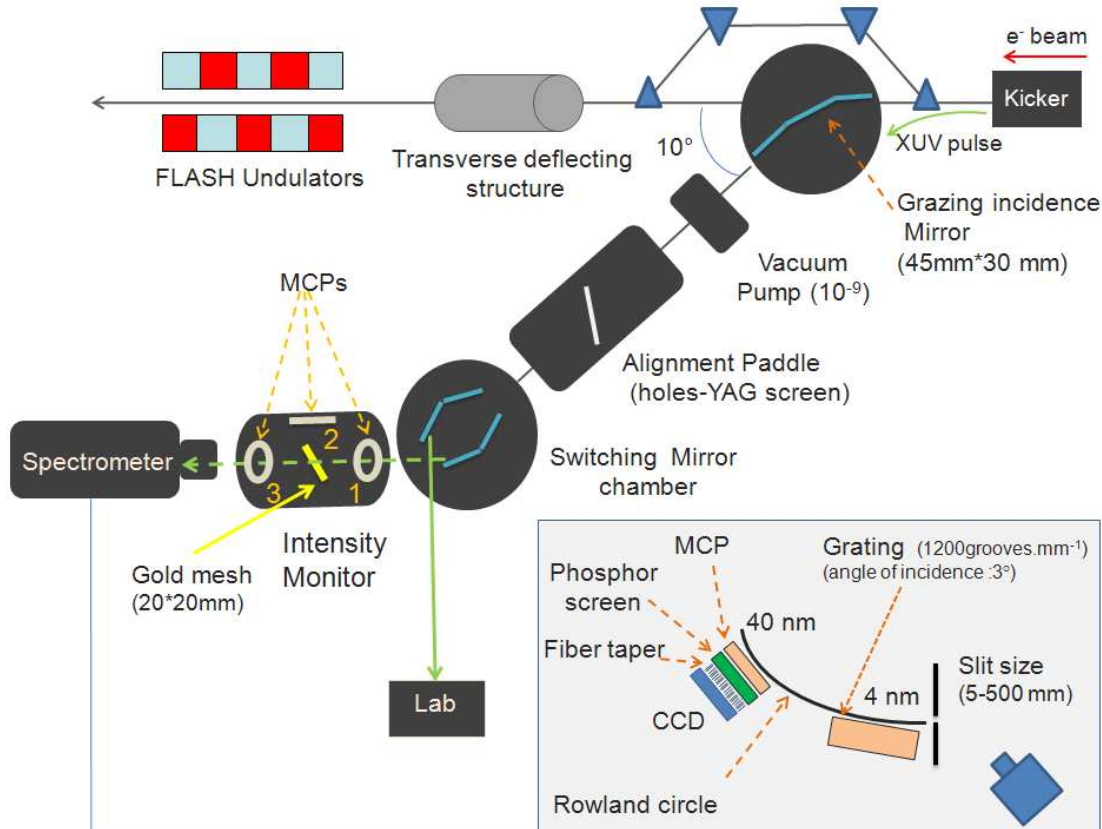 e⁻ beam
Kicker
XUV pulse
10°
Transverse deflecting
structure
FLASH Undulators
Grazing incidence
Mirror
(45mm*30 mm)
Vacuum
Pump (10⁻⁹)
MCPs
Alignment Paddle
(holes-YAG screen)
Spectrometer
2
3
1
Switching Mirror
chamber
Intensity
Monitor
Gold mesh
(20*20mm)
Lab
MCP
Grating (1200grooves.mm⁻¹)
(angle of incidence :3°)
Phosphor
screen
40 nm
Fiber taper
4 nm
Slit size
(5-500 mm)
CCD
Rowland circle